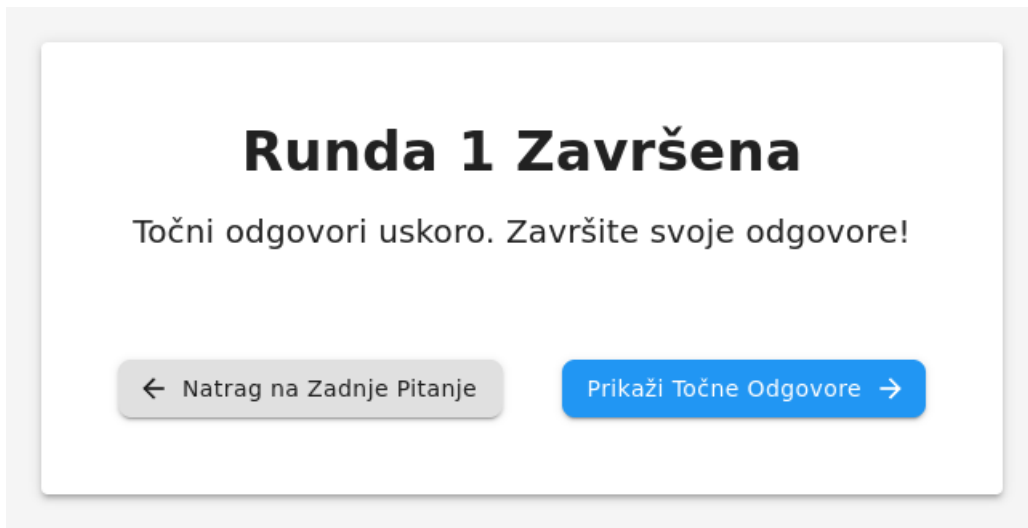 Runda 1 Završena
Točni odgovori uskoro. Završite svoje odgovore!
← Natrag na Zadnje Pitanje
Prikaži Točne Odgovore →